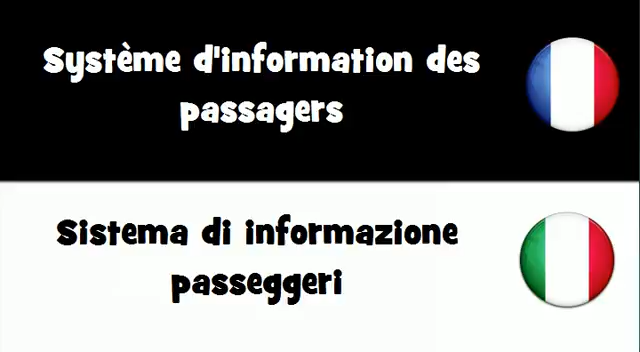 Système d'information des
passagers
Sistema di informazione
passeggeri